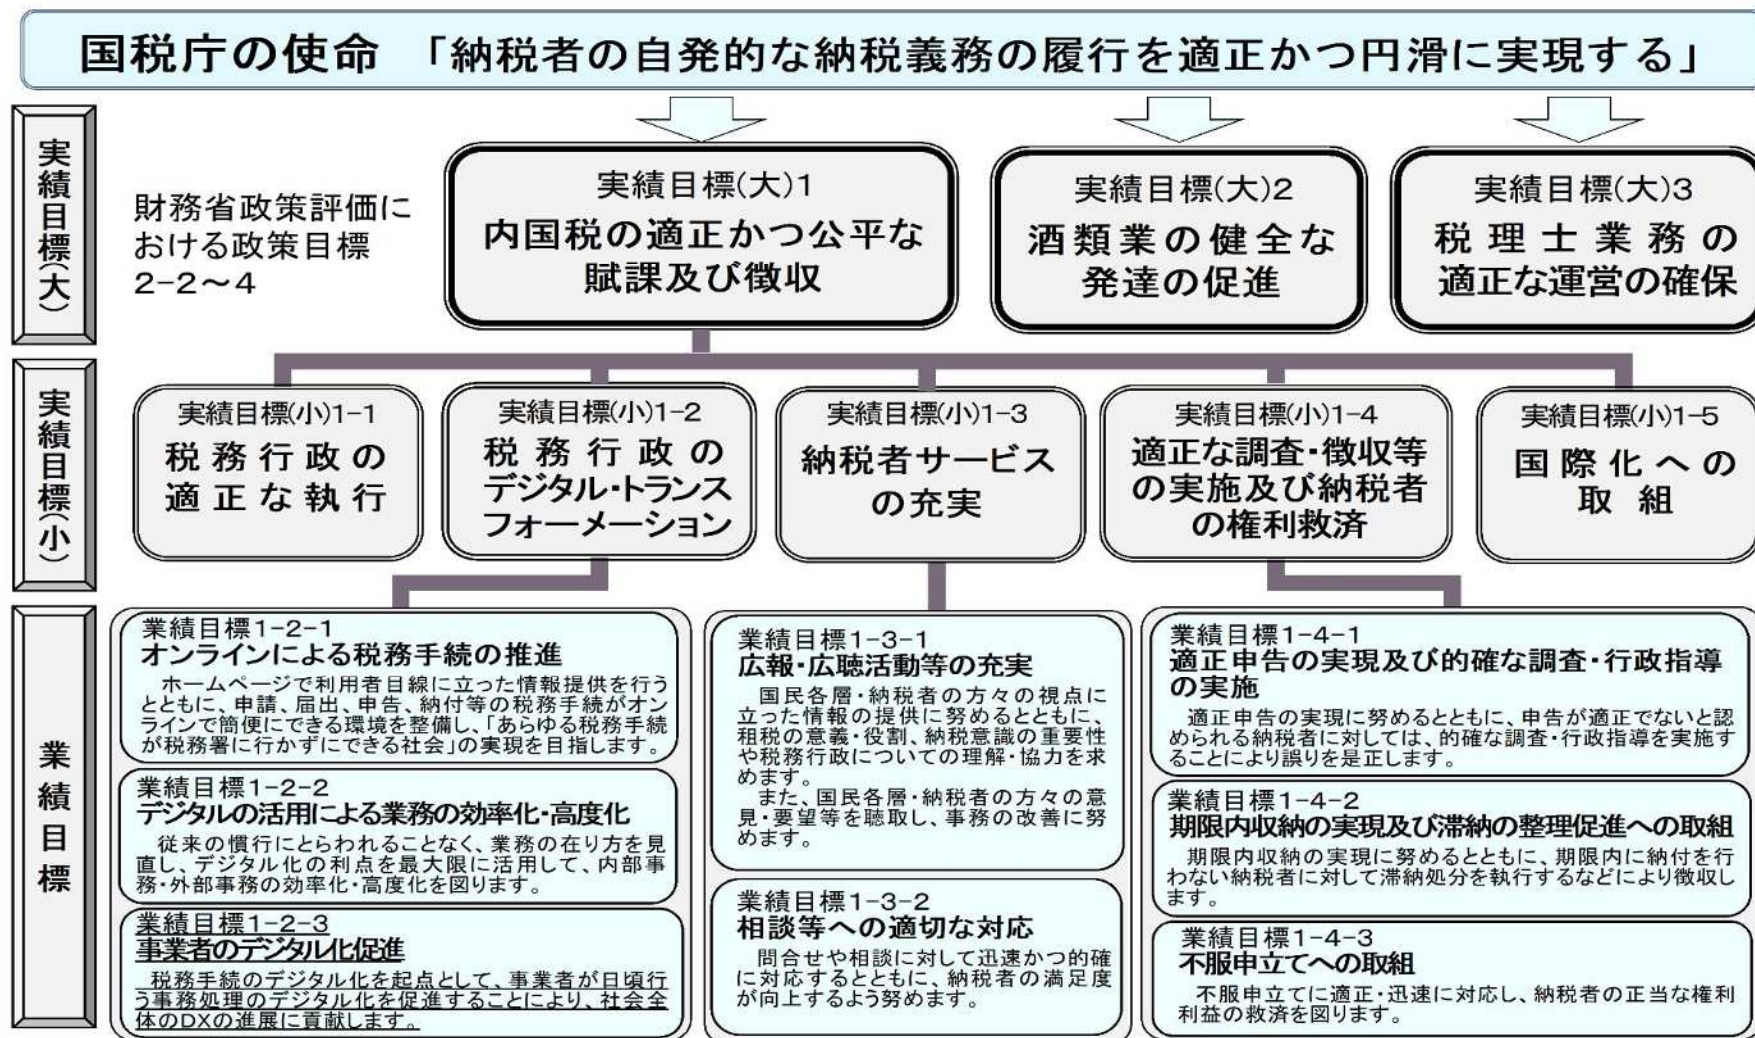 国税庁の使命 「納税者の自発的な納税義務の履行を適正かつ円滑に実現する」
実績目標(大)
財務省政策評価に
おける政策目標
2-2～4
実績目標(大)1
内国税の適正かつ公平な
賦課及び徴収
実績目標(大)2
酒類業の健全な
発達の促進
実績目標(大)3
税理士業務の
適正な運営の確保
実績目標(小)
実績目標(小)1-1
税務行政の
適正な執行
実績目標(小)1-2
税務行政の
デジタル・トランス
フォーメーション
実績目標(小)1-3
納税者サービス
の充実
実績目標(小)1-4
適正な調査・徴収等
の実施及び納税者
の権利救済
実績目標(小)1-5
国際化への
取組
業績目標
業績目標1-2-1
オンラインによる税務手続の推進
ホームページで利用者目線に立った情報提供を行う
とともに、申請、届出、申告、納付等の税務手続がオン
ラインで簡便にできる環境を整備し、「あらゆる税務手続
が税務署に行かずにできる社会」の実現を目指します。
業績目標1-2-2
デジタルの活用による業務の効率化・高度化
従来の慣行にとらわれることなく、業務の在り方を見
直し、デジタル化の利点を最大限に活用して、内部事
務・外部事務の効率化・高度化を図ります。
業績目標1-2-3
事業者のデジタル化促進
税務手続のデジタル化を起点として、事業者が日頃行
う事務処理のデジタル化を促進することにより、社会全
体のDXの進展に貢献します。
業績目標1-3-1
広報・広聴活動等の充実
国民各層・納税者の方々の視点に
立った情報の提供に努めるとともに、
租税の意義・役割、納税意識の重要性
や税務行政についての理解・協力を求
めます。
また、国民各層・納税者の方々の意
見・要望等を聴取し、事務の改善に努
めます。
業績目標1-3-2
相談等への適切な対応
問合せや相談に対して迅速かつ的確
に対応するとともに、納税者の満足度
が向上するよう努めます。
業績目標1-4-1
適正申告の実現及び的確な調査・行政指導
の実施
適正申告の実現に努めるとともに、申告が適正でないと認
められる納税者に対しては、的確な調査・行政指導を実施す
ることにより誤りを是正します。
業績目標1-4-2
期限内収納の実現及び滞納の整理促進への取組
期限内収納の実現に努めるとともに、期限内に納付を行
わない納税者に対して滞納処分を執行するなどにより徴収し
ます。
業績目標1-4-3
不服申立てへの取組
不服申立てに適正・迅速に対応し、納税者の正当な権利
利益の救済を図ります。